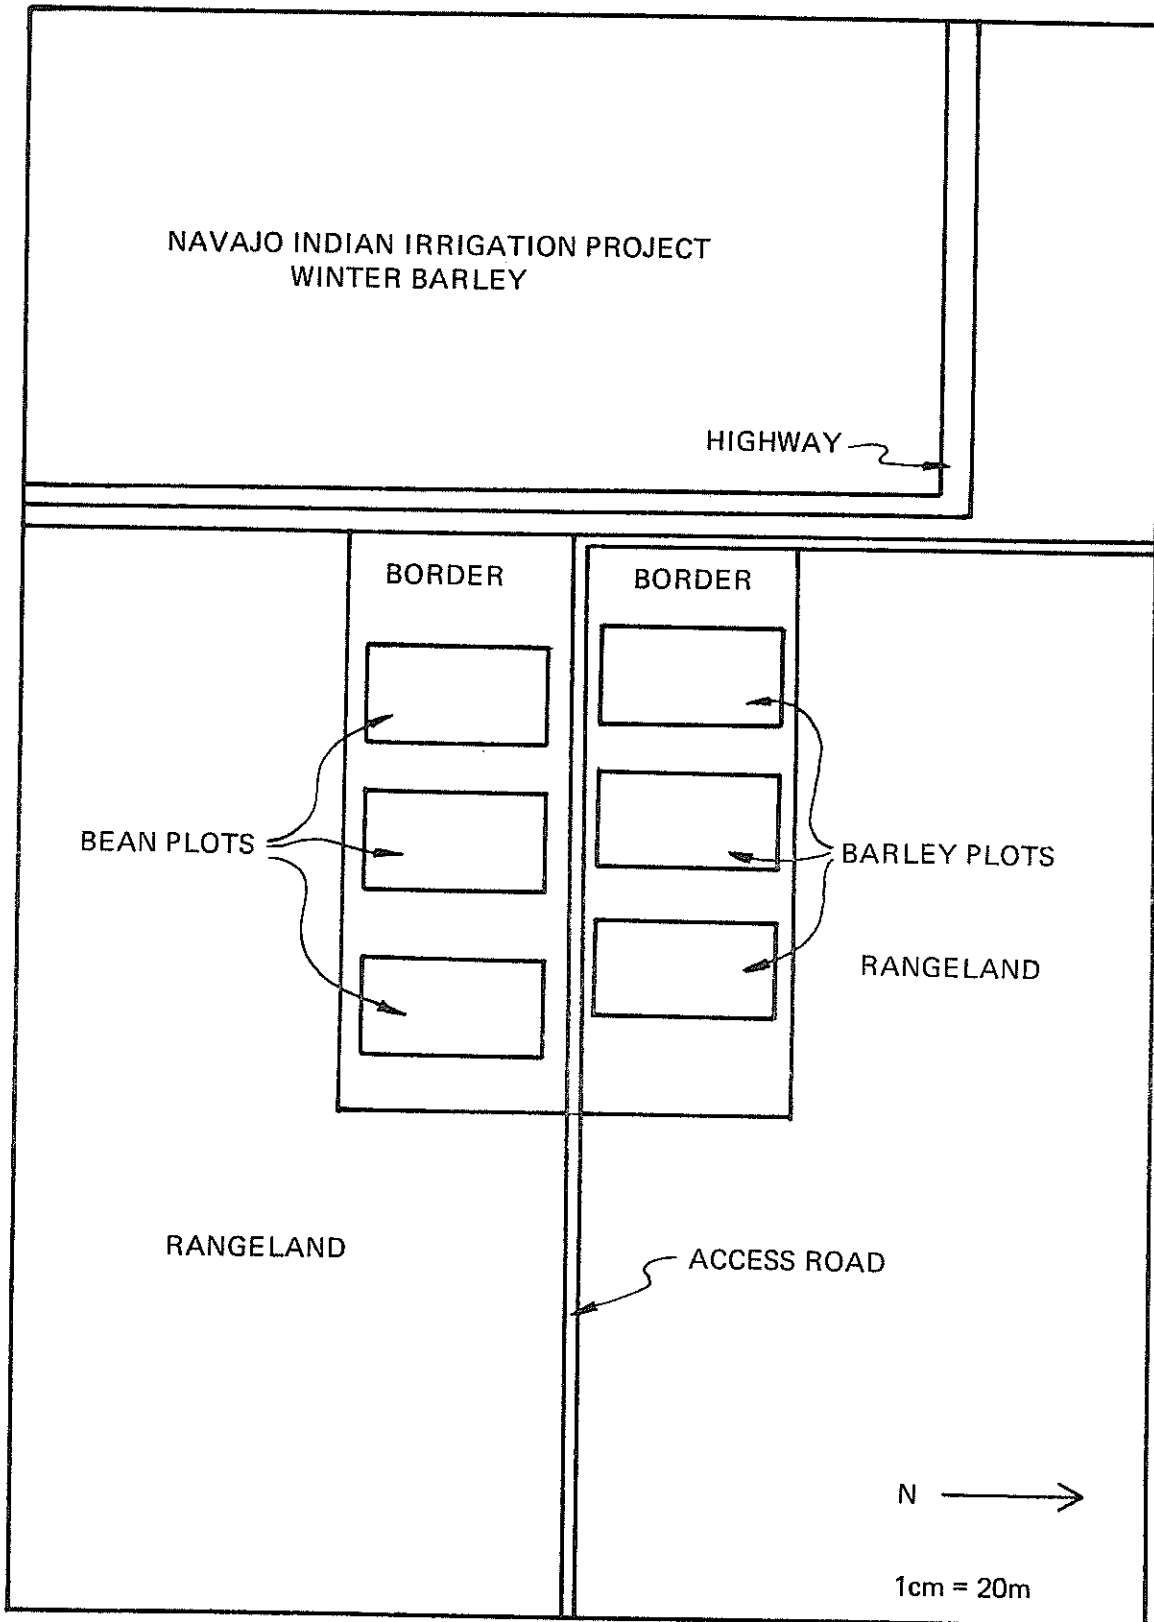 NAVAJO INDIAN IRRIGATION PROJECT
WINTER BARLEY
HIGHWAY
BORDER
BORDER
BEAN PLOTS
BARLEY PLOTS
RANGELAND
RANGELAND
ACCESS ROAD
N
1cm = 20m